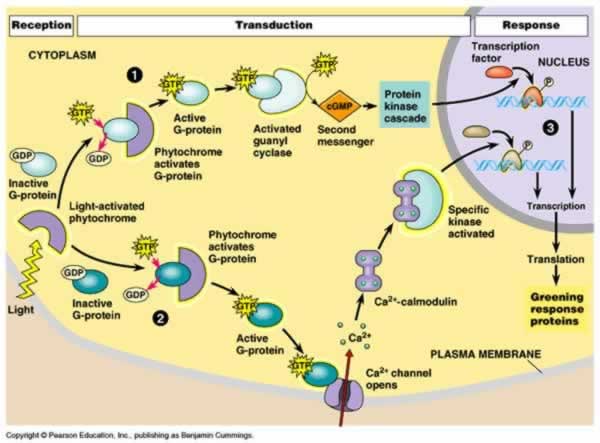 Reception
Transduction
Response
CYTOPLASM
NUCLEUS
Transcription
factor
P
1
GTP
GTP
GTP
GTP
cGMP
Active
G-protein
Activated
guanyl
cyclase
Second
messenger
Protein
kinase
cascade
GDP
GDP
Inactive
G-protein
Phytochrome
activates
G-protein
3
P
Light-activated
phytochrome
Specific
kinase
activated
Transcription
Phytochrome
activates
G-protein
GTP
GDP
GDP
Inactive
G-protein
2
Light
GTP
Active
G-protein
Ca2+-calmodulin
Translation
Greening
response
proteins
Ca2+
GTP
Ca2+ channel
opens
PLASMA MEMBRANE
Copyright © Pearson Education, Inc., publishing as Benjamin Cummings.